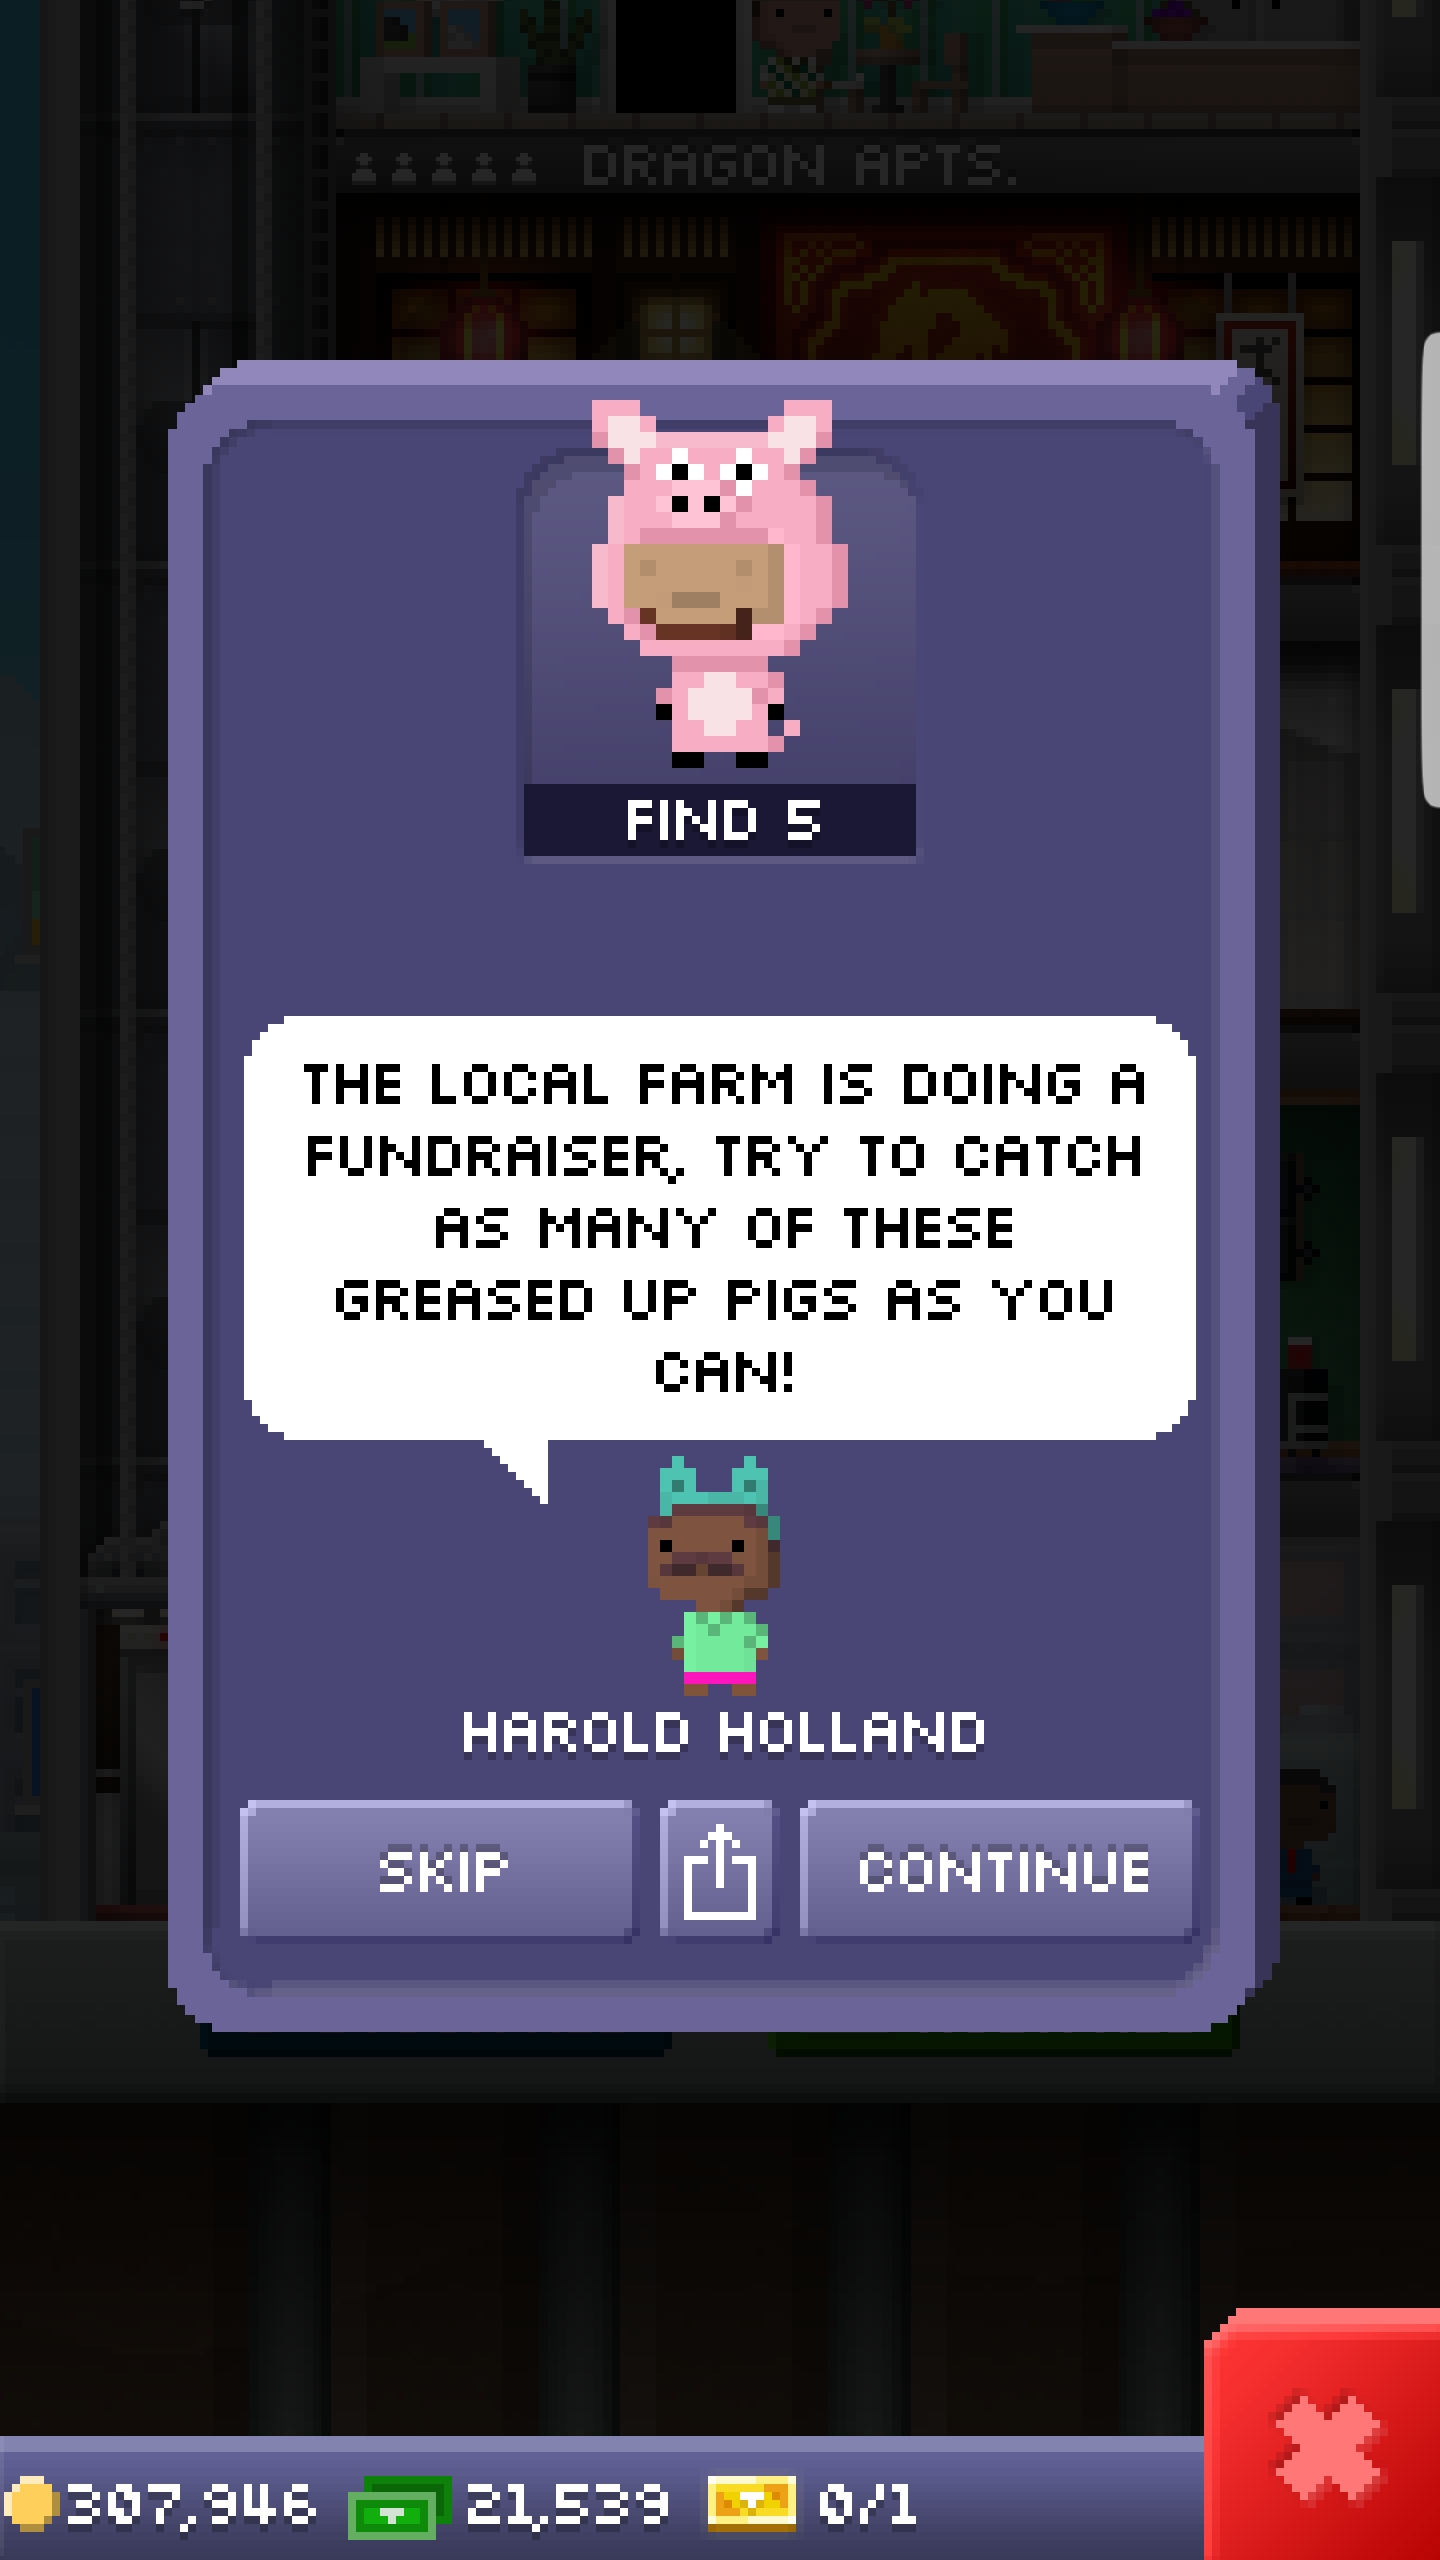 DRAGON APTS.
FIND 5
THE LOCAL FARM IS DOING A
FUNDRAISER, TRY TO CATCH
AS MANY OF THESE
GREASED UP PIGS AS YOU
CAN!
HAROLD HOLLAND
SKIP
CONTINUE
307,946 21,539 0/1